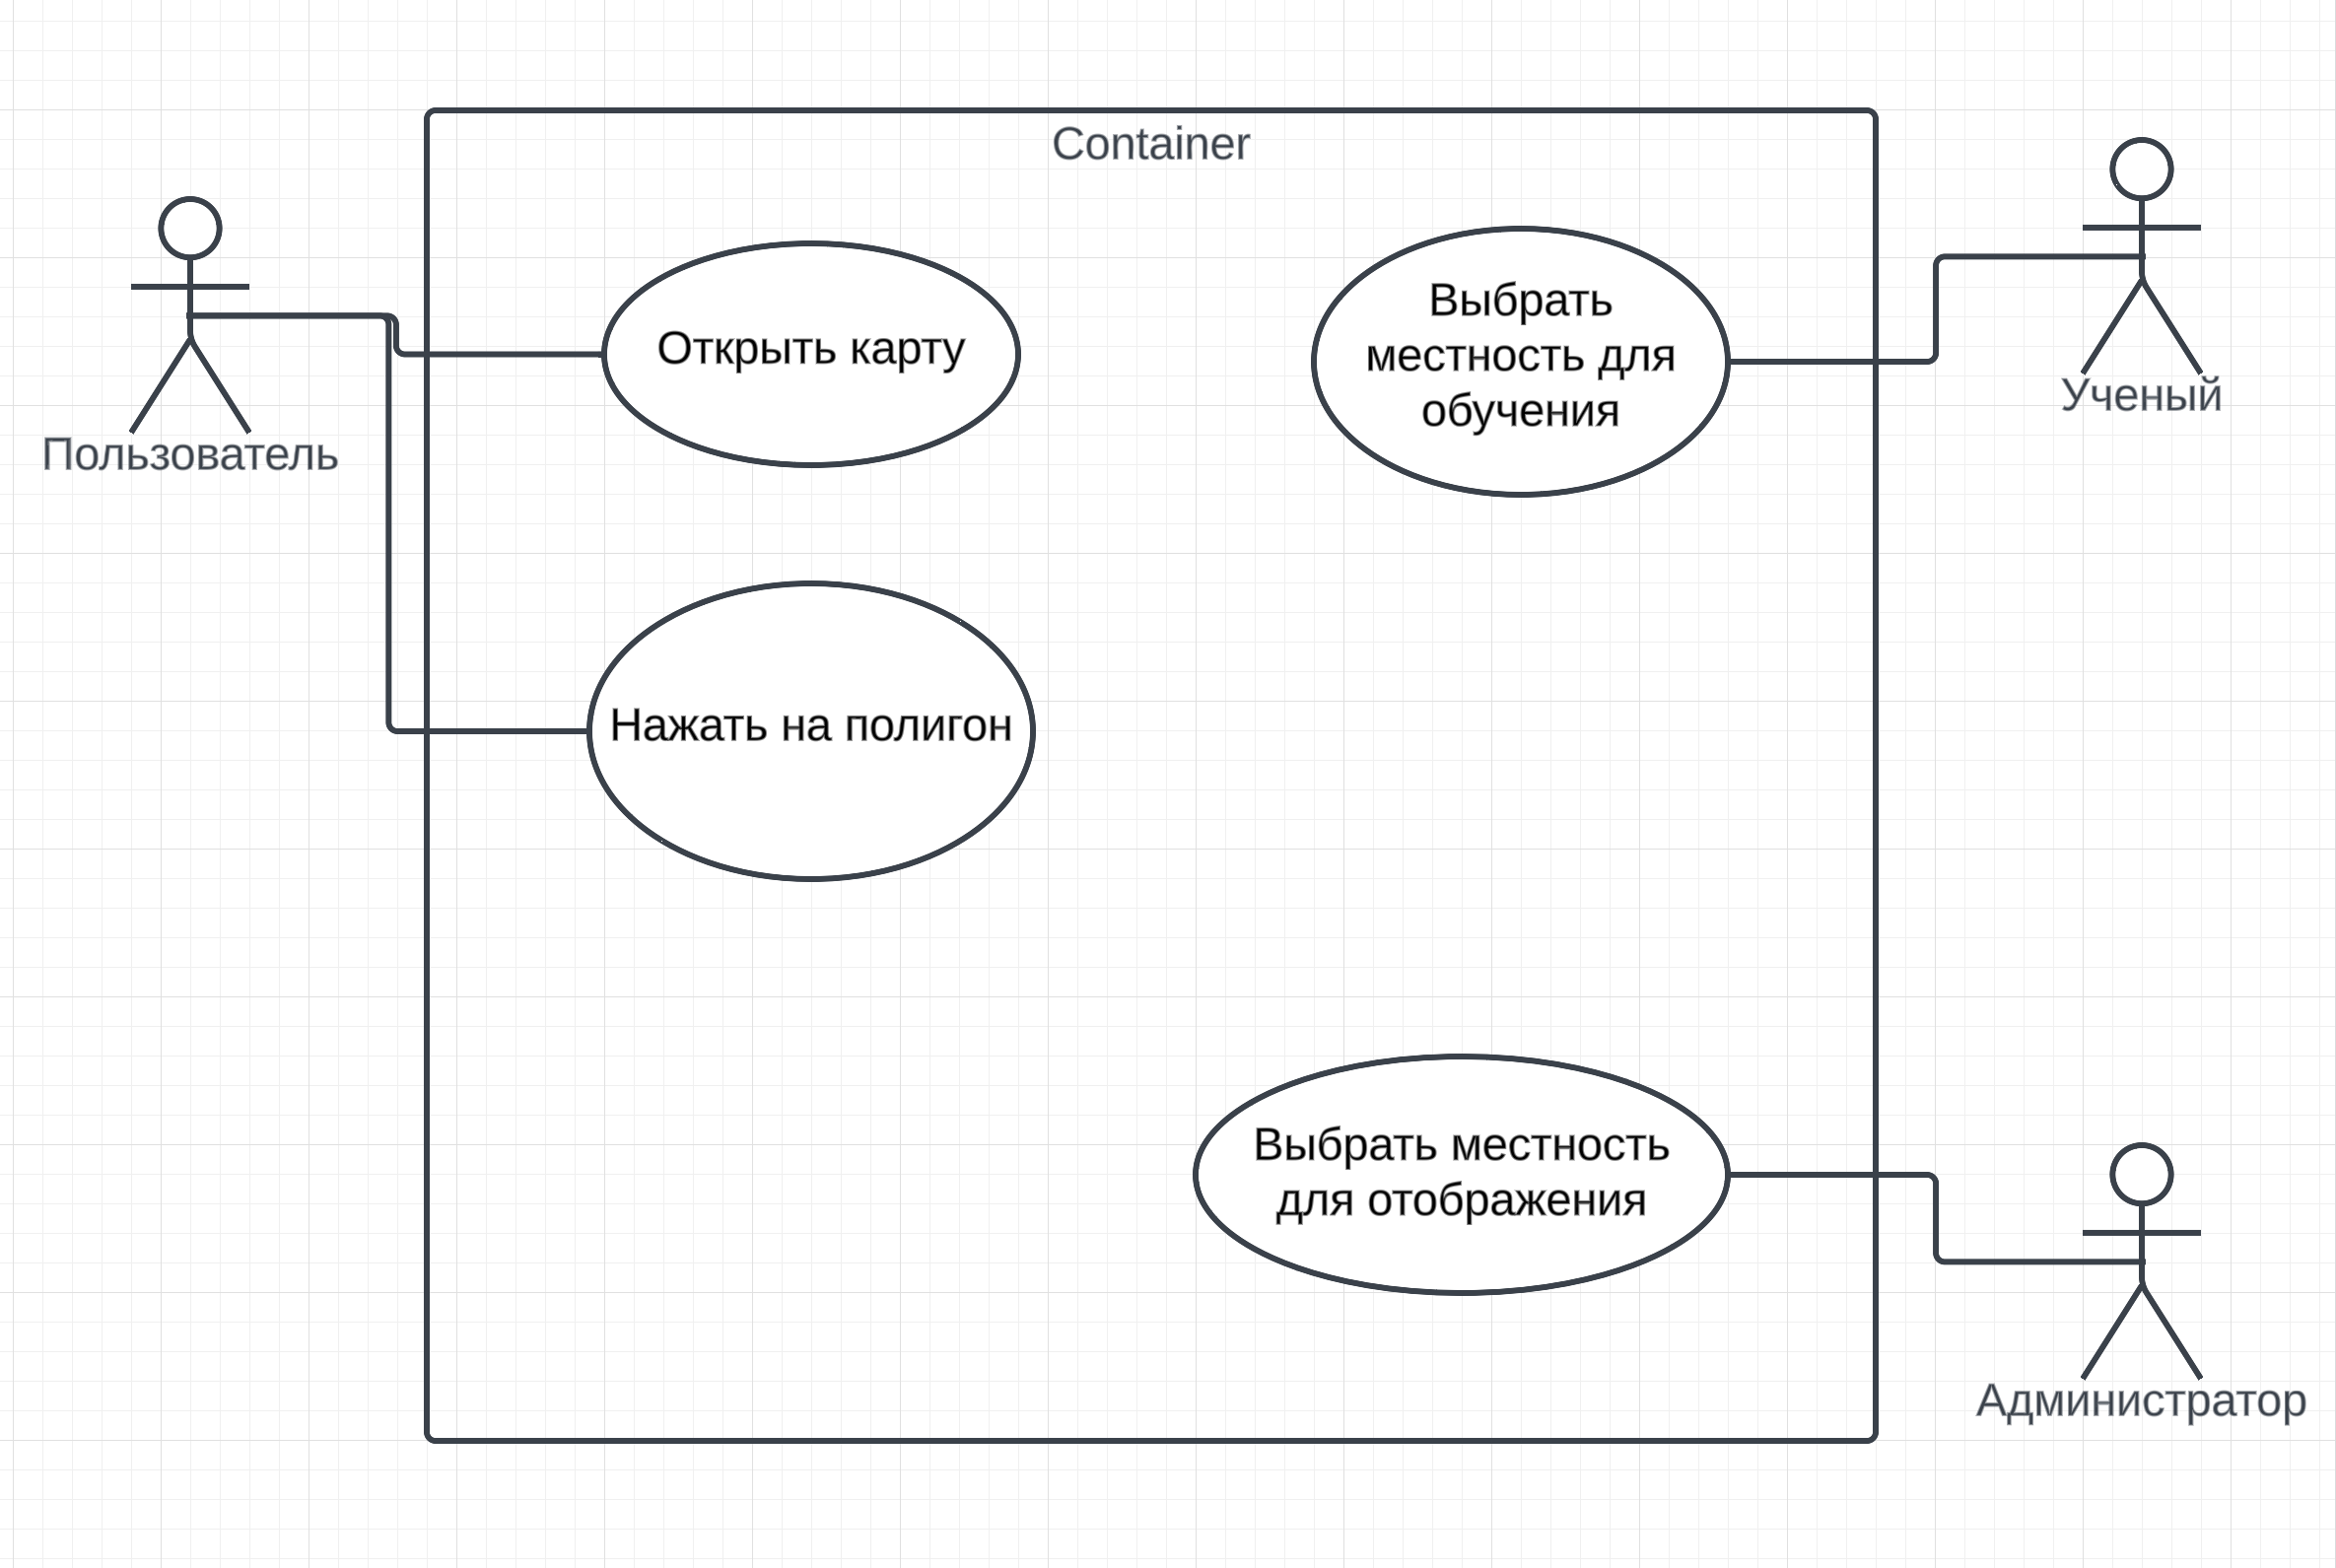 Container
Пользователь
Открыть карту
Выбрать
местность для
обучения
Ученый
Нажать на полигон
Выбрать местность
для отображения
Администратор